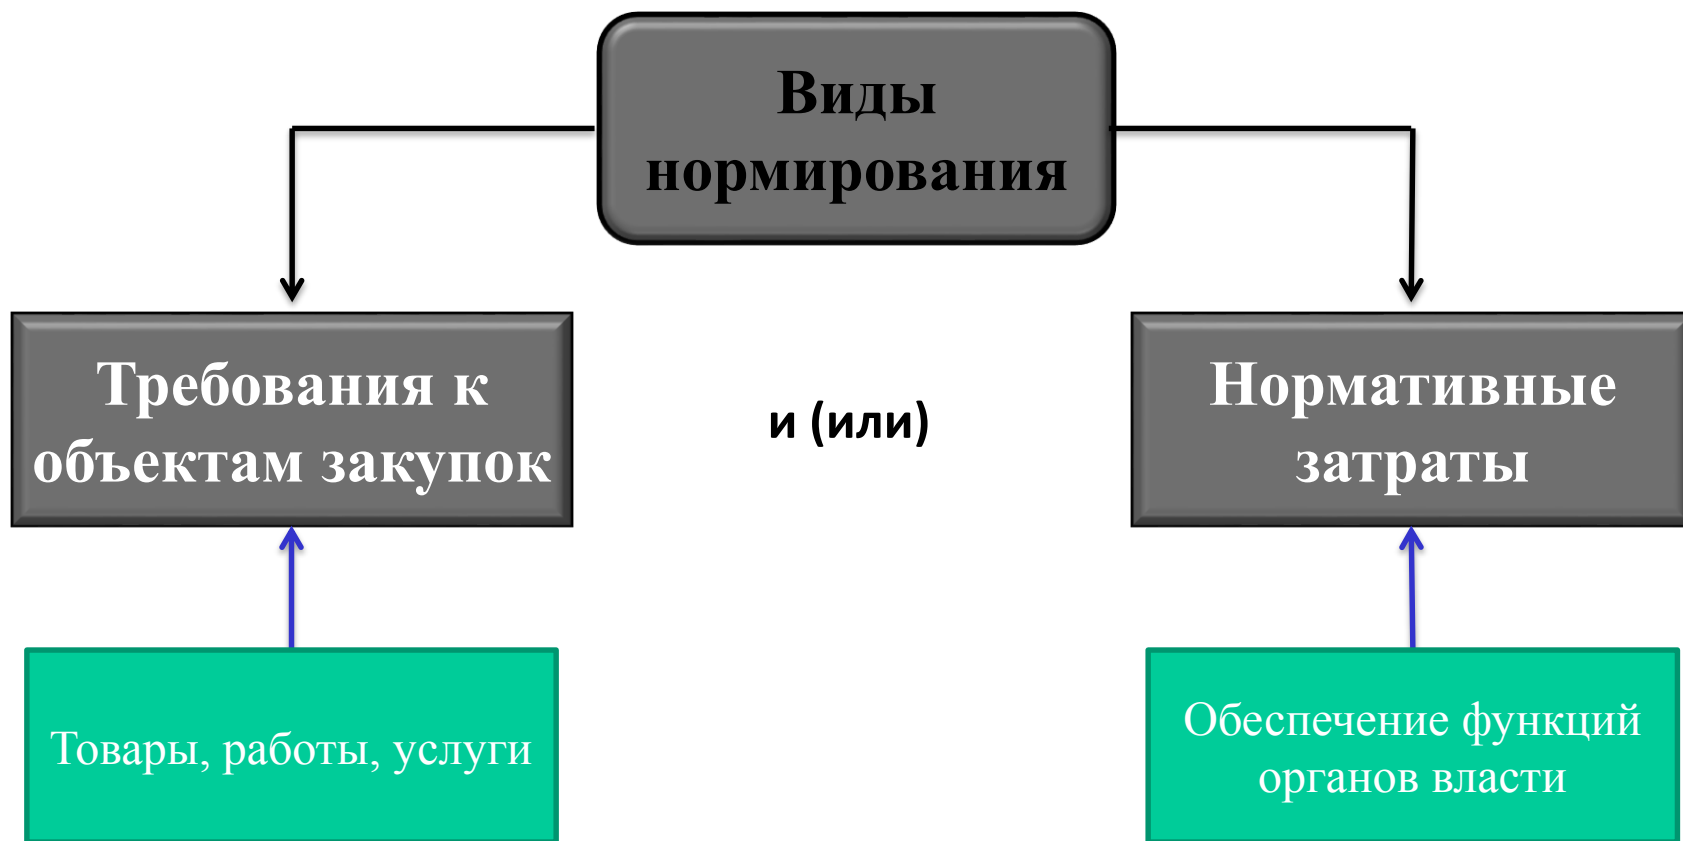 Виды
нормирования
Требования к
объектам закупок
и (или)
Нормативные
затраты
Товары, работы, услуги
Обеспечение функций
органов власти